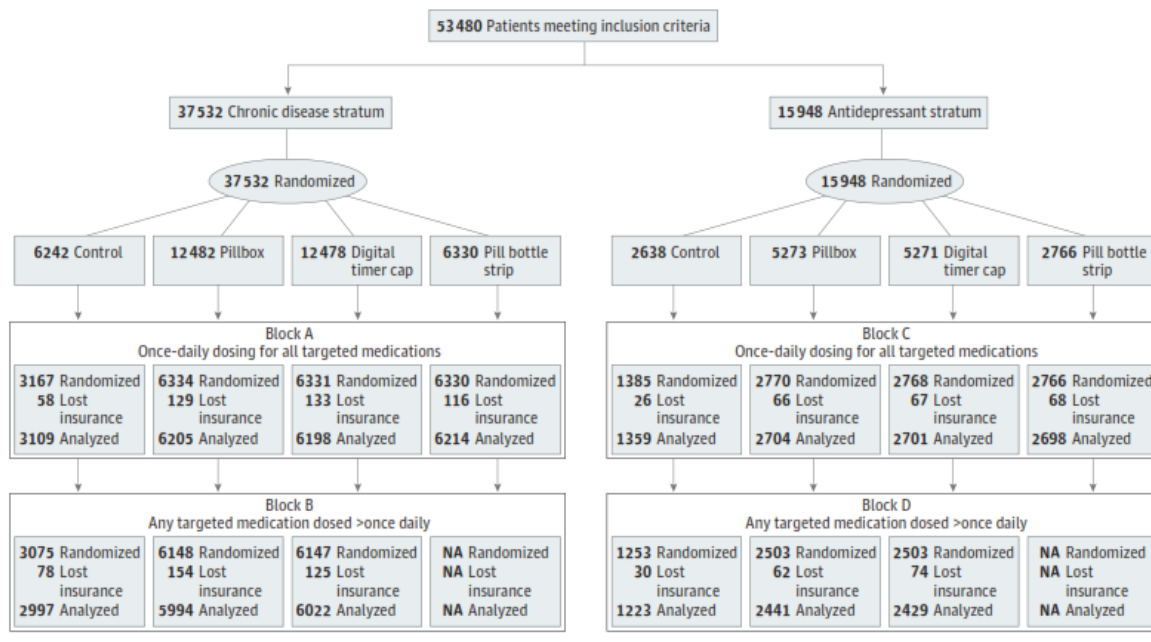 53480 Patients meeting inclusion criteria
37532 Chronic disease stratum
15948 Antidepressant stratum
37532 Randomized
15948 Randomized
6242 Control
12482 Pillbox
12478 Digital
timer cap
6330 Pill bottle
strip
2638 Control
5273 Pillbox
5271 Digital
timer cap
2766 Pill bottle
strip
Block A
Once-daily dosing for all targeted medications
3167 Randomized
58 Lost
insurance
3109 Analyzed
6334 Randomized
129 Lost
insurance
6205 Analyzed
6331 Randomized
133 Lost
insurance
6198 Analyzed
6330 Randomized
116 Lost
insurance
6214 Analyzed
Block C
Once-daily dosing for all targeted medications
1385 Randomized
26 Lost
insurance
1359 Analyzed
2770 Randomized
66 Lost
insurance
2704 Analyzed
2768 Randomized
67 Lost
insurance
2701 Analyzed
2766 Randomized
68 Lost
insurance
2698 Analyzed
Block B
Any targeted medication dosed >once daily
3075 Randomized
78 Lost
insurance
2997 Analyzed
6148 Randomized
154 Lost
insurance
5994 Analyzed
6147 Randomized
125 Lost
insurance
6022 Analyzed
NA Randomized
NA Lost
insurance
NA Analyzed
Block D
Any targeted medication dosed >once daily
1253 Randomized
30 Lost
insurance
1223 Analyzed
2503 Randomized
62 Lost
insurance
2441 Analyzed
2503 Randomized
74 Lost
insurance
2429 Analyzed
NA Randomized
NA Lost
insurance
NA Analyzed